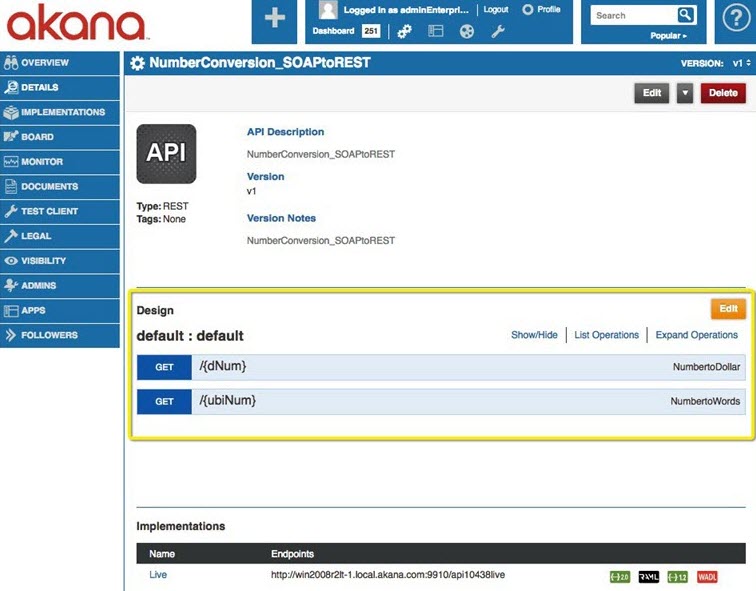 akana
Logged in as adminEnterpri... Logout Profile
Dashboard 251
Search
Popular
?
OVERVIEW
DETAILS
IMPLEMENTATIONS
BOARD
MONITOR
DOCUMENTS
TEST CLIENT
LEGAL
VISIBILITY
ADMINS
APPS
FOLLOWERS
NumberConversion_SOAPtoREST VERSION: v1
Edit Delete
API
Type: REST
Tags: None
API Description
NumberConversion_SOAPtoREST
Version
v1
Version Notes
NumberConversion_SOAPtoREST
Design Edit
default : default Show/Hide List Operations Expand Operations
GET /{dNum} NumbertoDollar
GET /{ubiNum} NumbertoWords
Implementations
Name Endpoints
Live http://win2008r2lt-1.local.akana.com:9910/api10438live {-}2.0 RAML {-}1.2 WADL